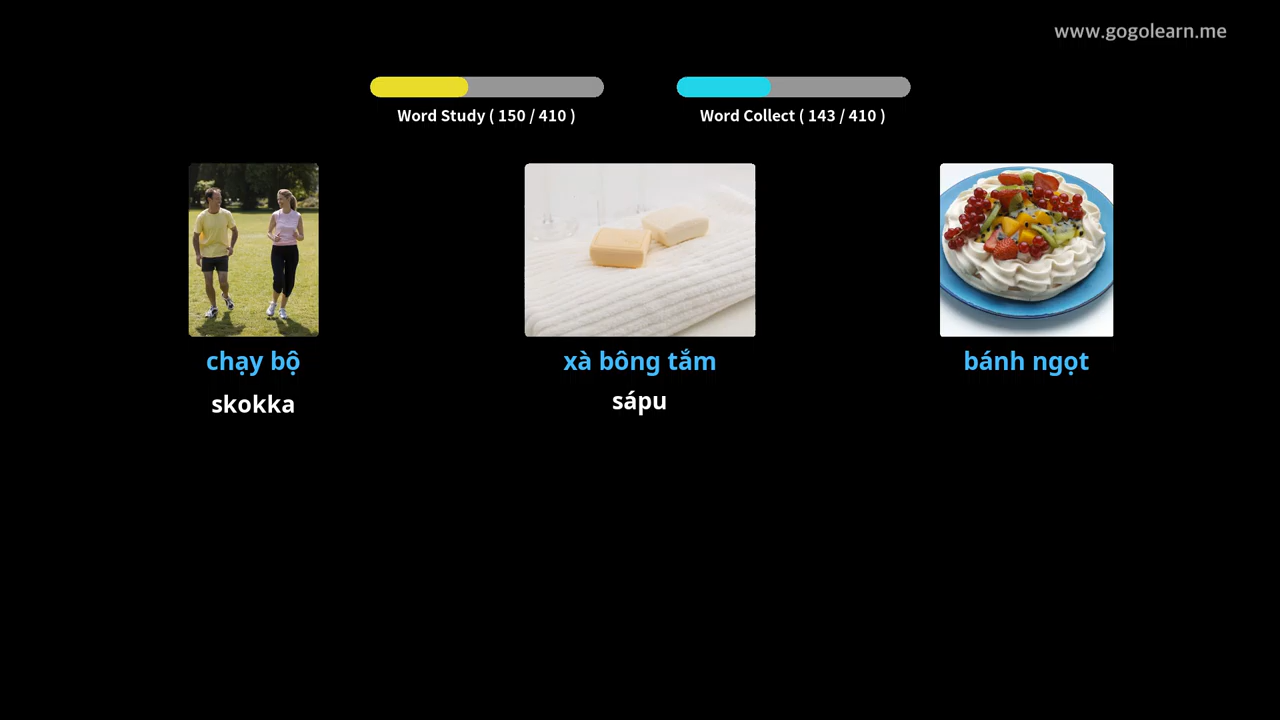 www.gogolearn.me
Word Study ( 150 / 410 )
Word Collect ( 143 / 410 )
chạy bộ
skokka
xà bông tắm
sápu
bánh ngọt